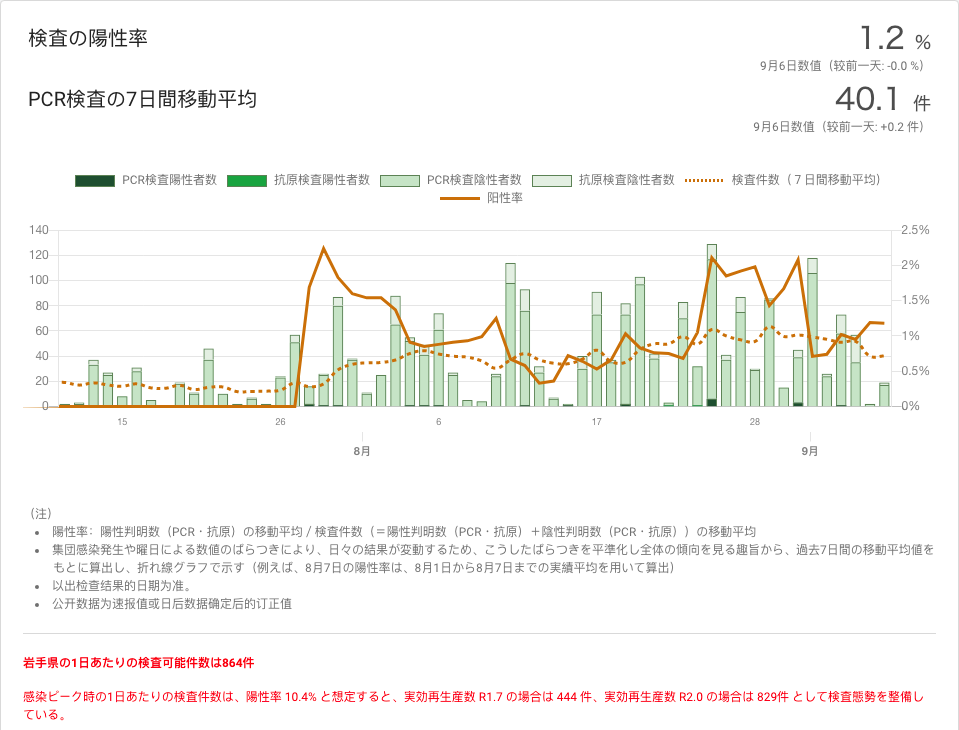 検査の陽性率
1.2 %
9月6日数值（较前一天: -0.0 %）
PCR検査の7日間移動平均
40.1 件
9月6日数值（较前一天: +0.2 件）
PCR検査陽性者数 抗原検査陽性者数 PCR検査陰性者数 抗原検査陰性者数 検査件数（７日間移動平均）
阳性率
140 2.5%
120 2%
100
80 1.5%
60 1%
40
20 0.5%
0 0%
15 26 6 17 28
8月 9月
（注）
• 陽性率：陽性判明数（PCR・抗原）の移動平均 / 検査件数（＝陽性判明数（PCR・抗原）＋陰性判明数（PCR・抗原））の移動平均
• 集団感染発生や曜日による数値のばらつきにより、日々の結果が変動するため、こうしたばらつきを平準化し全体の傾向を見る趣旨から、過去7日間の移動平均値を
もとに算出し、折れ線グラフで示す（例えば、8月7日の陽性率は、8月1日から8月7日までの実績平均を用いて算出）
• 以出检查结果的日期为准。
• 公开数据为速报值或日后数据确定后的订正值
岩手県の1日あたりの検査可能件数は864件
感染ピーク時の1日あたりの検査件数は、陽性率 10.4% と想定すると、実効再生産数 R1.7 の場合は 444 件、実効再生産数 R2.0 の場合は 829件 として検査態勢を整備し
ている。